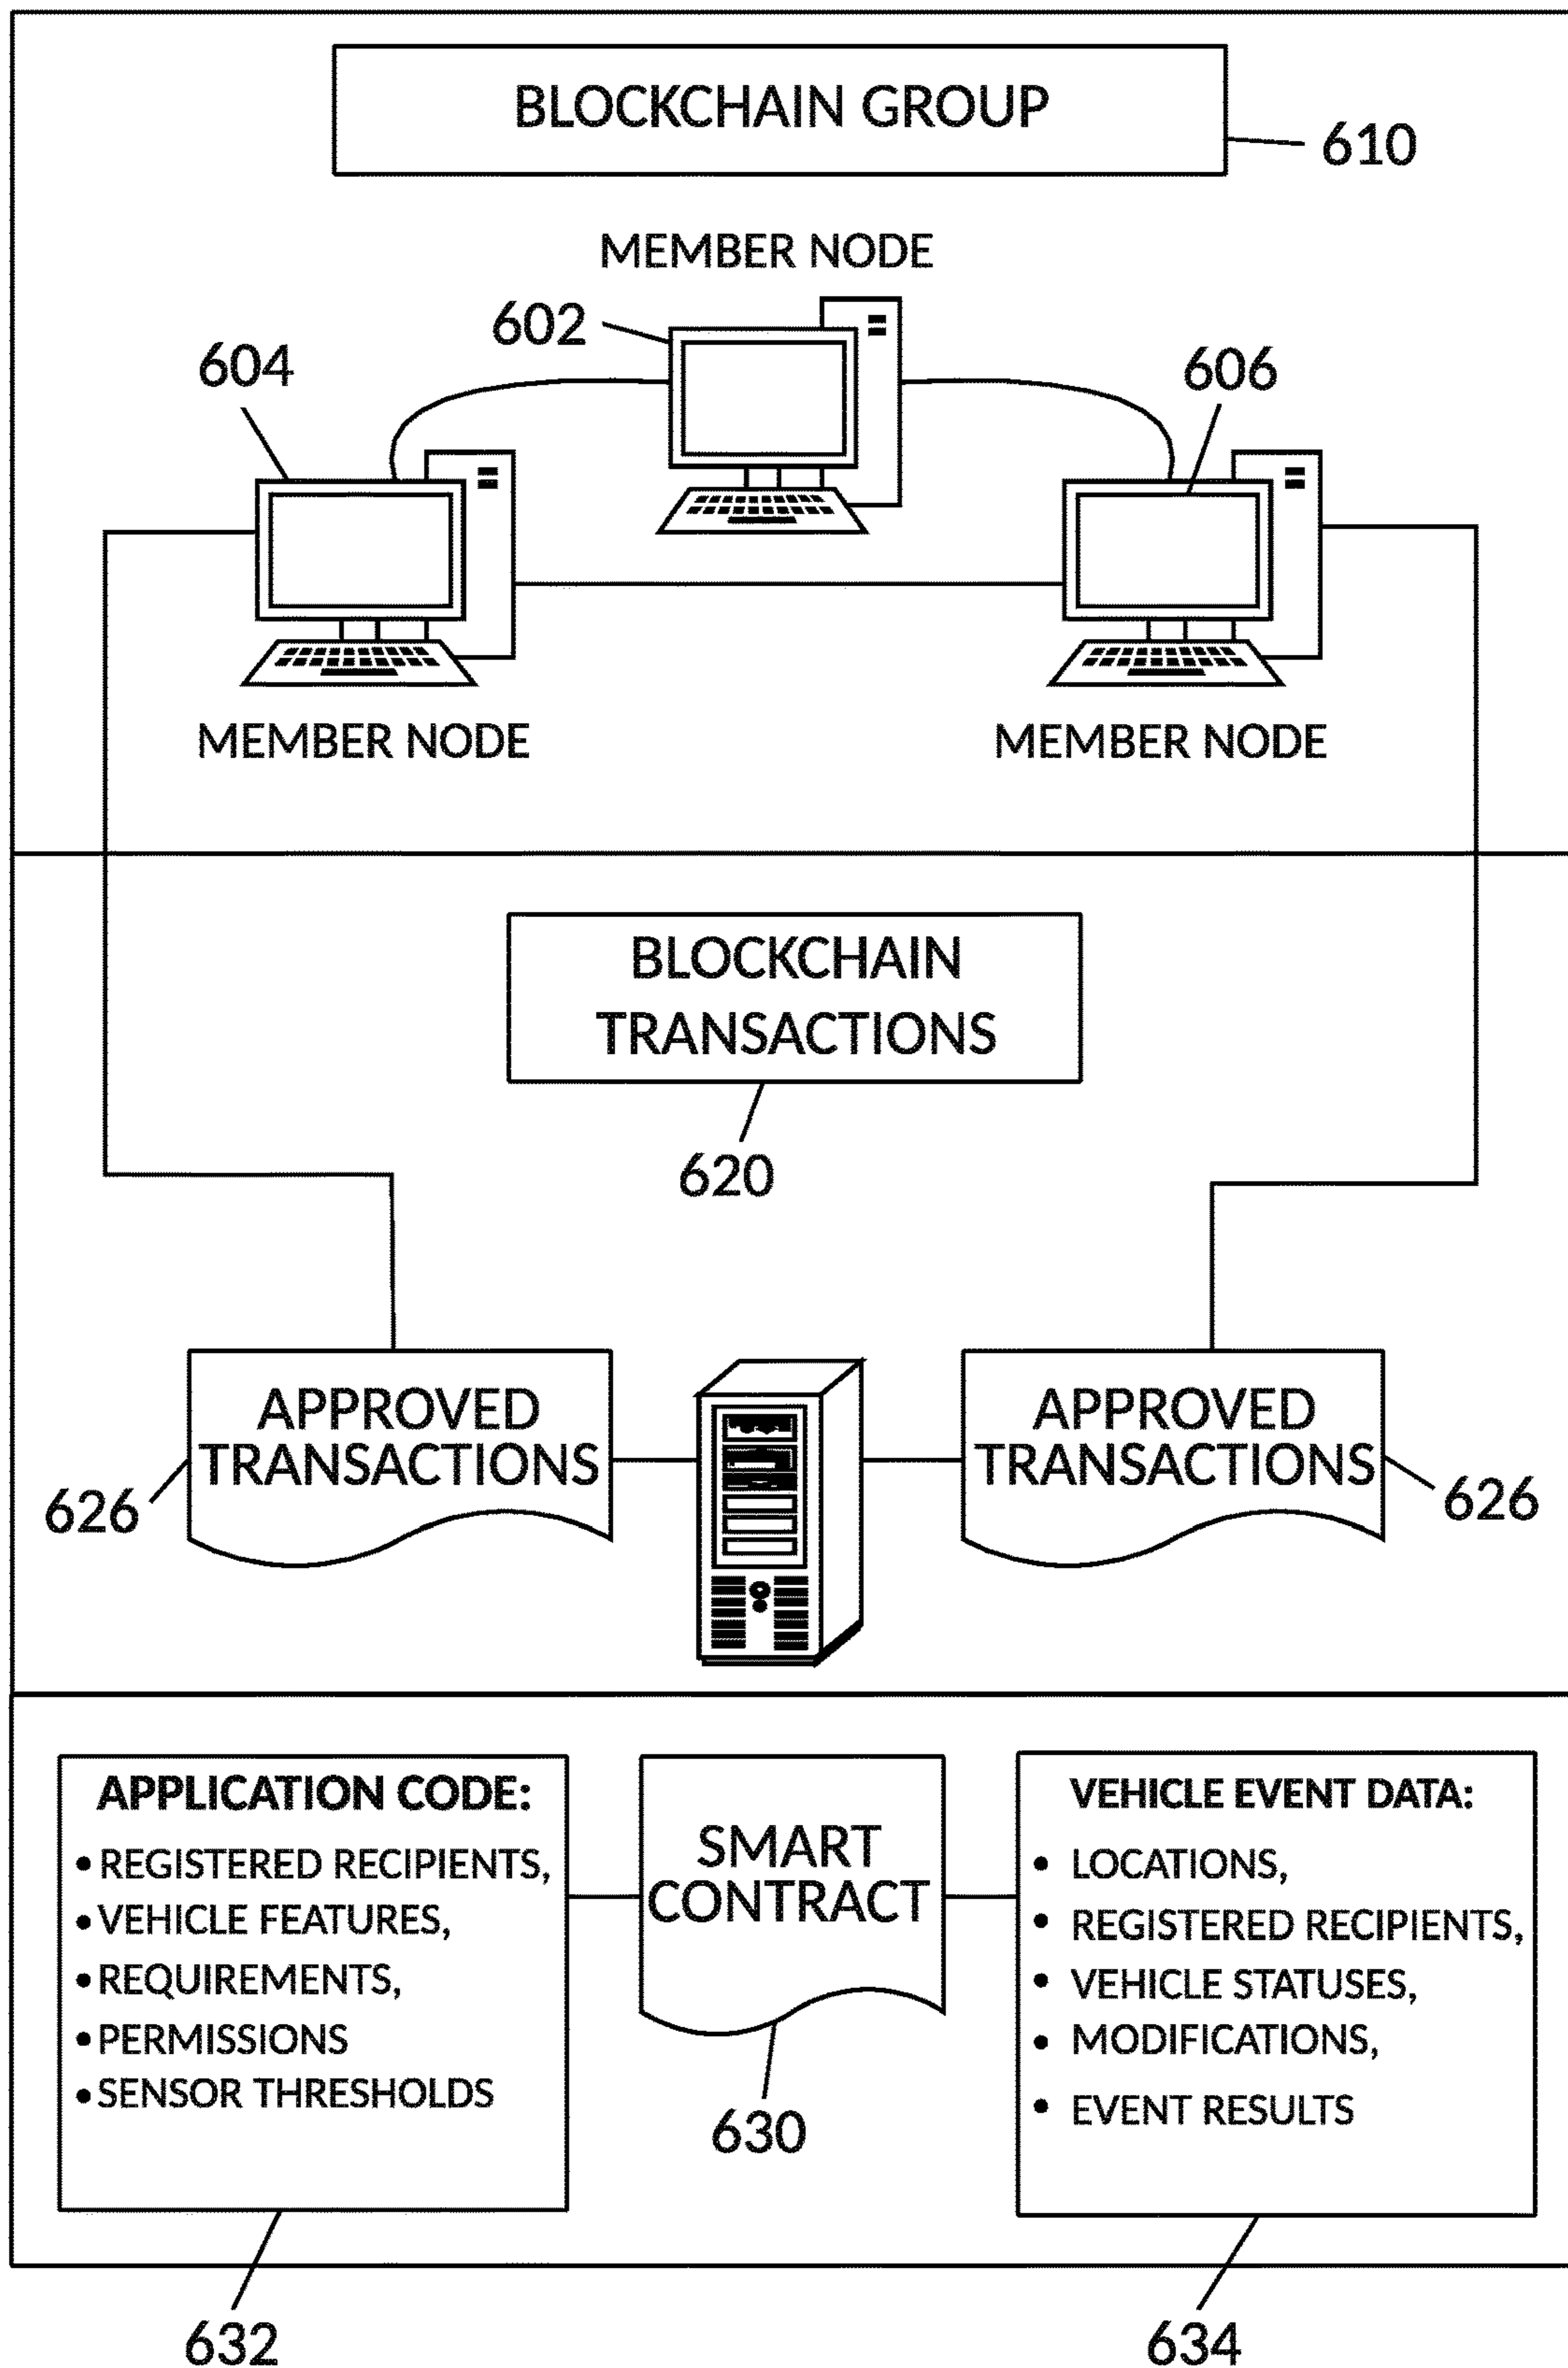 BLOCKCHAIN GROUP
610
MEMBER NODE
602
604
606
MEMBER NODE
MEMBER NODE
BLOCKCHAIN
TRANSACTIONS
620
APPROVED
TRANSACTIONS
626
APPROVED
TRANSACTIONS
626
APPLICATION CODE:
• REGISTERED RECIPIENTS,
• VEHICLE FEATURES,
• REQUIREMENTS,
• PERMISSIONS
• SENSOR THRESHOLDS
SMART
CONTRACT
630
VEHICLE EVENT DATA:
• LOCATIONS,
• REGISTERED RECIPIENTS,
• VEHICLE STATUSES,
• MODIFICATIONS,
• EVENT RESULTS
632
634